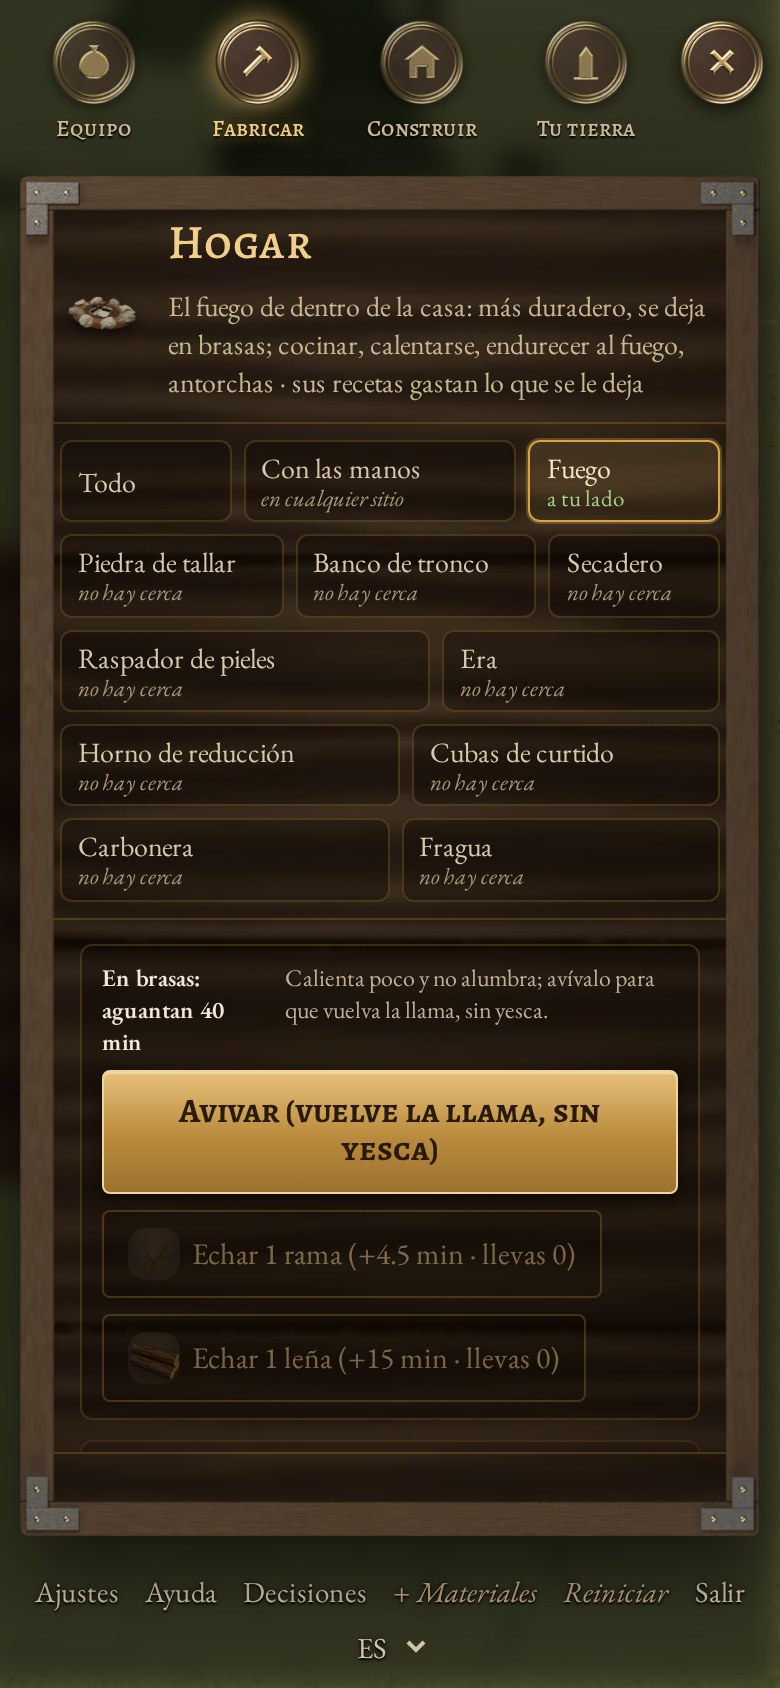 Equipo
Fabricar
Construir
Tu tierra
Hogar
El fuego de dentro de la casa: más duradero, se deja
en brasas; cocinar, calentarse, endurecer al fuego,
antorchas · sus recetas gastan lo que se le deja
Todo
Con las manos
en cualquier sitio
Fuego
a tu lado
Piedra de tallar
no hay cerca
Banco de tronco
no hay cerca
Secadero
no hay cerca
Raspador de pieles
no hay cerca
Era
no hay cerca
Horno de reducción
no hay cerca
Cubas de curtido
no hay cerca
Carbonera
no hay cerca
Fragua
no hay cerca
En brasas:
aguantan 40
min
Calienta poco y no alumbra; avívalo para
que vuelva la llama, sin yesca.
Avivar (vuelve la llama, sin
yesca)
Echar 1 rama (+4.5 min · llevas 0)
Echar 1 leña (+15 min · llevas 0)
Ajustes
Ayuda
Decisiones
+ Materiales
Reiniciar
Salir
ES